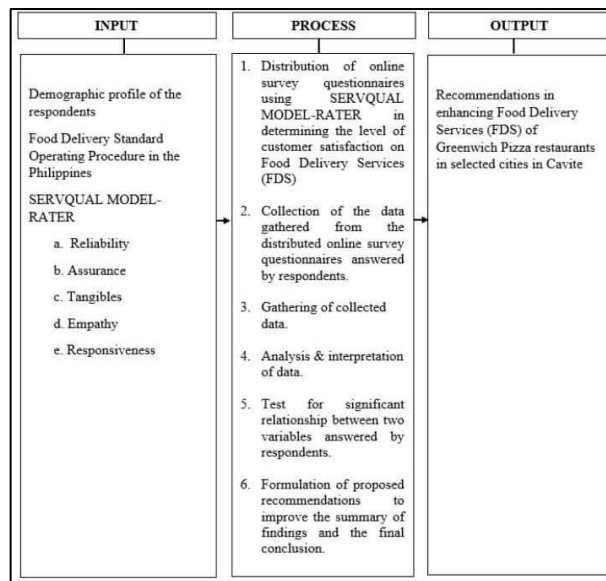 INPUT
Demographic profile of the
respondents
Food Delivery Standard
Operating Procedure in the
Philippines
SERVQUAL MODEL-
RATER
a. Reliability
b. Assurance
c. Tangibles
d. Empathy
e. Responsiveness
PROCESS
1. Distribution of online
survey questionnaires
using SERVQUAL
MODEL-RATER in
determining the level of
customer satisfaction on
Food Delivery Services
(FDS)
2. Collection of the data
gathered from the
distributed online survey
questionnaires answered
by respondents.
3. Gathering of collected
data.
4. Analysis & interpretation
of data.
5. Test for significant
relationship between two
variables answered by
respondents.
6. Formulation of proposed
recommendations to
improve the summary of
findings and the final
conclusion.
OUTPUT
Recommendations in
enhancing Food Delivery
Services (FDS) of
Greenwich Pizza restaurants
in selected cities in Cavite